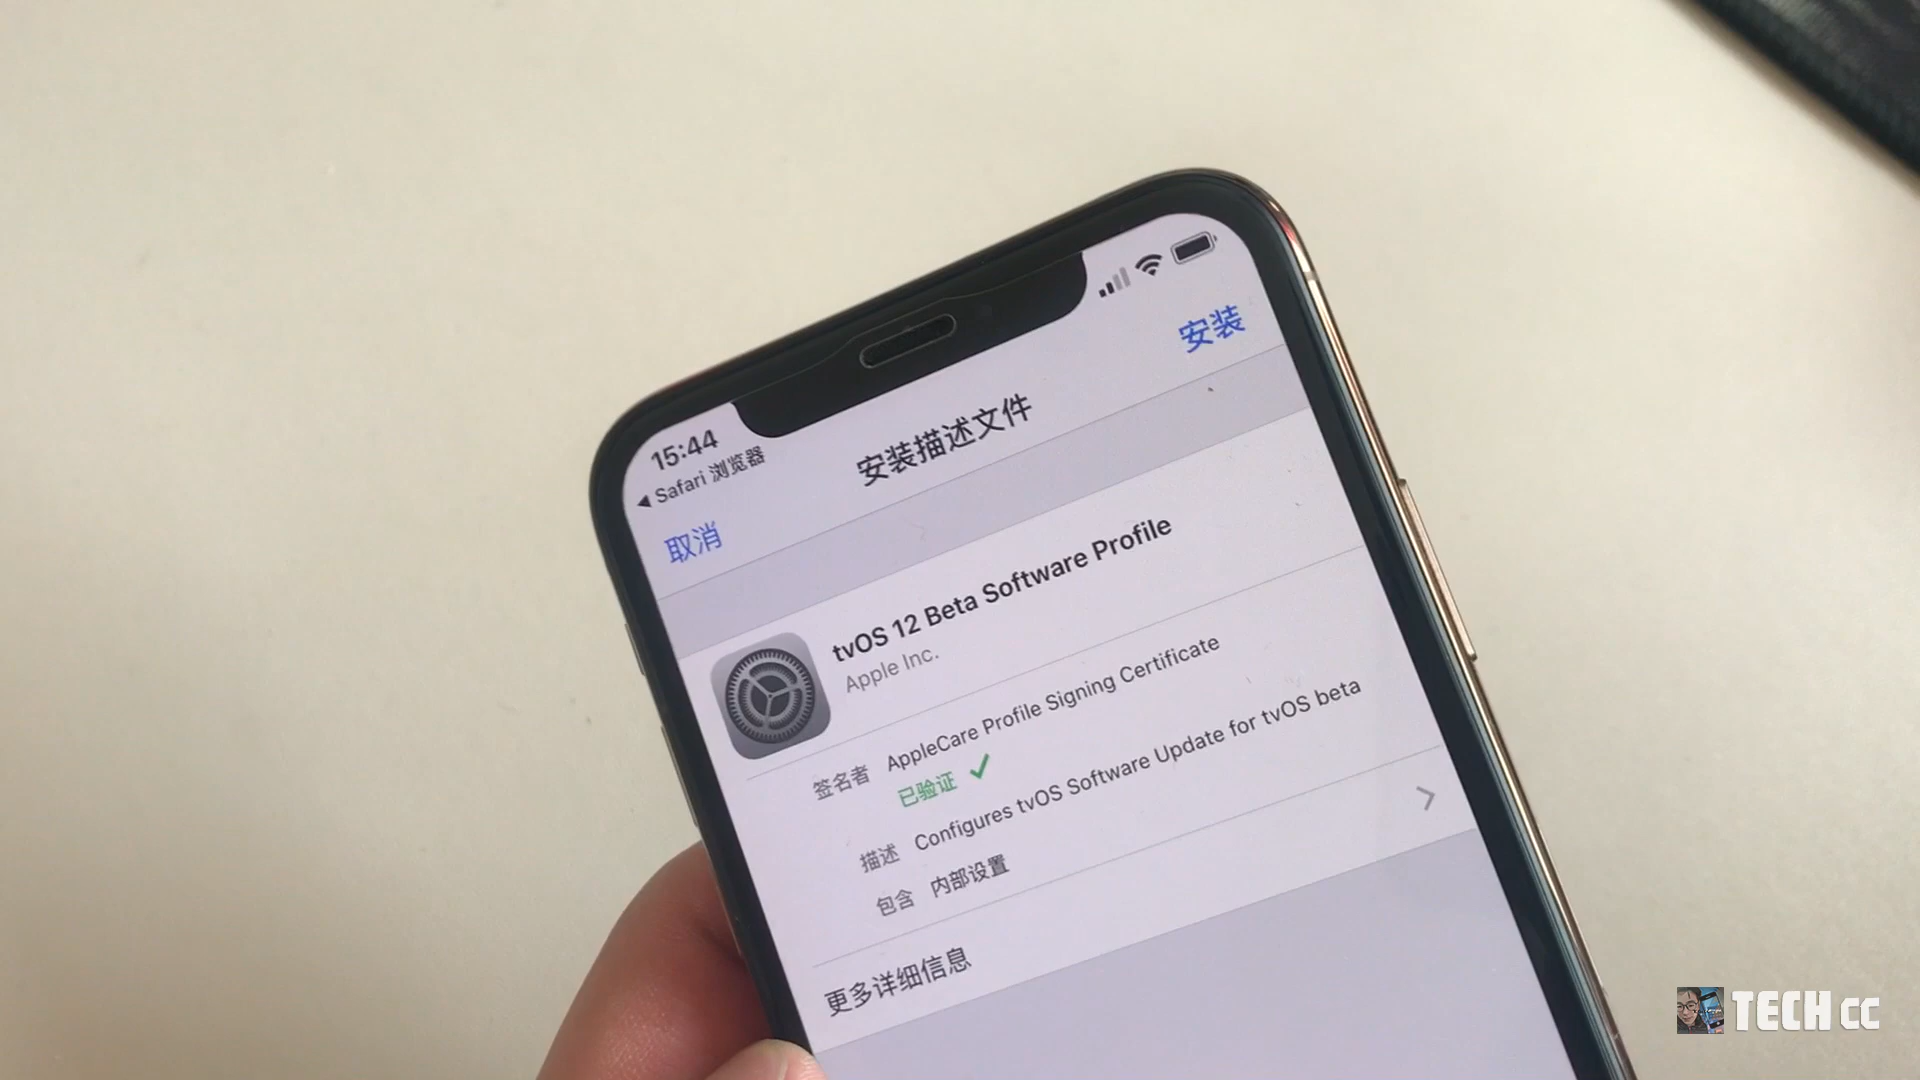 15:44
Safari 浏览器
取消
安装描述文件
安装
tvOS 12 Beta Software Profile
Apple Inc.
签名者 AppleCare Profile Signing Certificate
已验证
描述 Configures tvOS Software Update for tvOS beta
包含 内部设置
更多详细信息
TECH CC